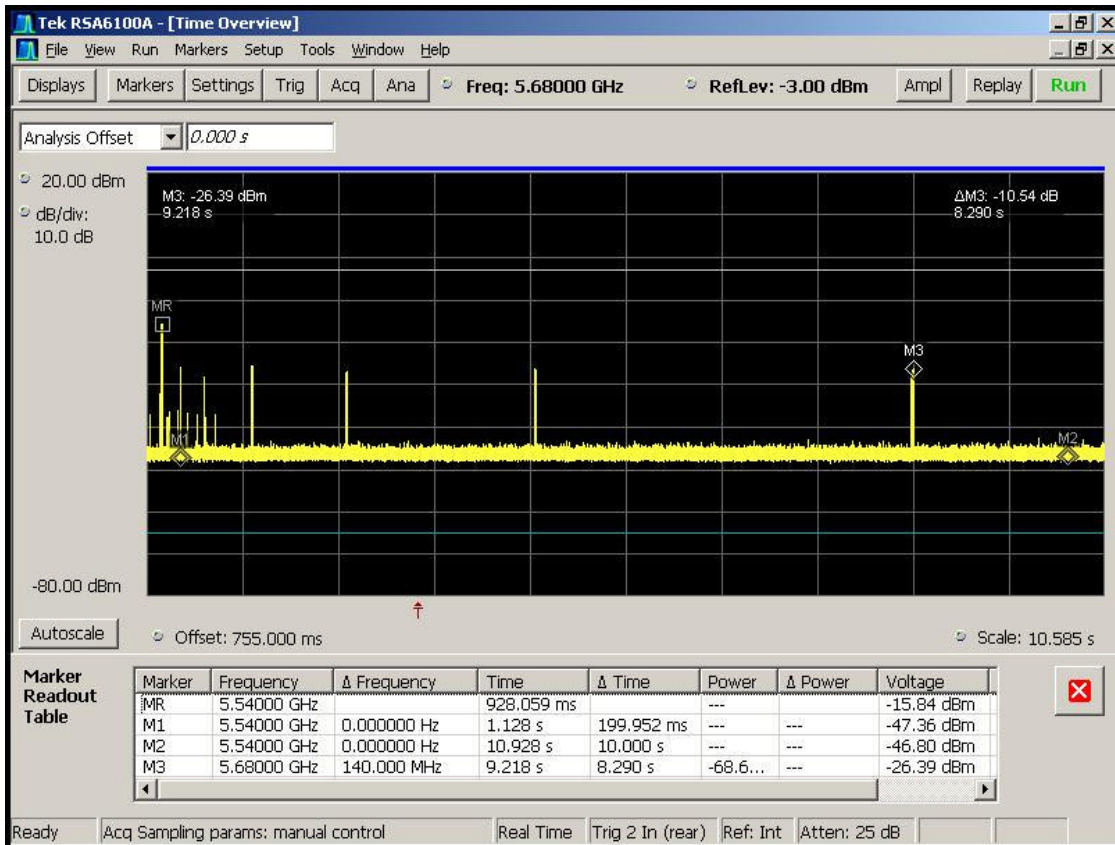 Tek RSA6100A - [Time Overview]
File View Run Markers Setup Tools Window Help
Displays Markers Settings Trig Acq Ana Freq: 5.68000 GHz RefLev: -3.00 dBm Ampl Replay Run
Analysis Offset 0.000 s
20.00 dBm
dB/div:
10.0 dB
M3: -26.39 dBm
9.218 s
ΔM3: -10.54 dB
8.290 s
MR
M3
M1
M2
-80.00 dBm
Autoscale Offset: 755.000 ms Scale: 10.585 s
Marker Readout Table
Marker Frequency Δ Frequency Time Δ Time Power Δ Power Voltage
MR 5.54000 GHz 928.059 ms --- -15.84 dBm
M1 5.54000 GHz 0.000000 Hz 1.128 s 199.952 ms --- --- -47.36 dBm
M2 5.54000 GHz 0.000000 Hz 10.928 s 10.000 s --- --- -46.80 dBm
M3 5.68000 GHz 140.000 MHz 9.218 s 8.290 s -68.6... --- -26.39 dBm
Ready Acq Sampling params: manual control Real Time Trig 2 In (rear) Ref: Int Atten: 25 dB